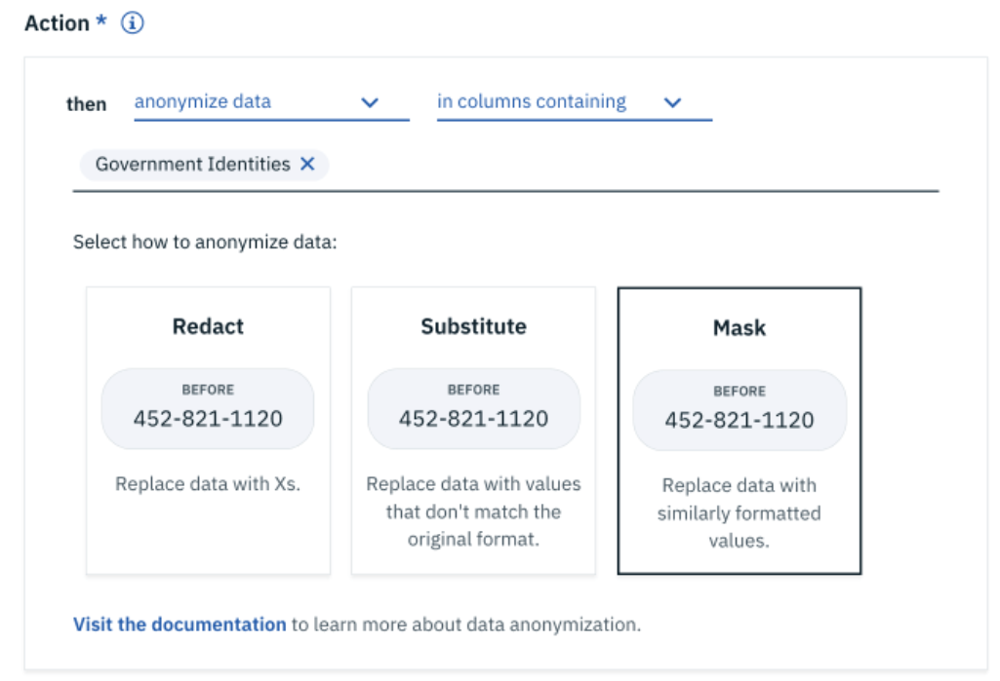 Action *
then anonymize data in columns containing
Government Identities
Select how to anonymize data:
Redact
BEFORE
452-821-1120
Replace data with Xs.
Substitute
BEFORE
452-821-1120
Replace data with values
that don't match the
original format.
Mask
BEFORE
452-821-1120
Replace data with
similarly formatted
values.
Visit the documentation to learn more about data anonymization.